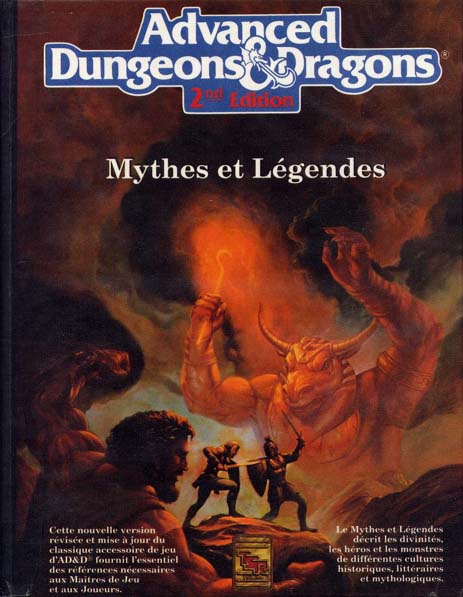 Advanced
Dungeons & Dragons®
2nd Edition
Mythes et Légendes
Cette nouvelle version
révisée et mise à jour du
classique accessoire de jeu
d'AD&D® fournit l'essentiel
des références nécessaires
aux Maîtres de Jeu
et aux Joueurs.
TSR
Le Mythes et Légendes
décrit les divinités,
les héros et les monstres
de différentes cultures
historiques, littéraires
et mythologiques.